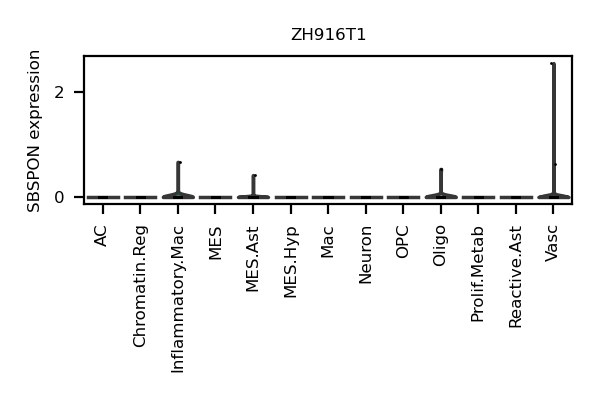 ZH916T1
SBSPON expression
2
0
AC
Chromatin.Reg
Inflammatory.Mac
MES
MES.Ast
MES.Hyp
Mac
Neuron
OPC
Oligo
Prolif.Metab
Reactive.Ast
Vasc